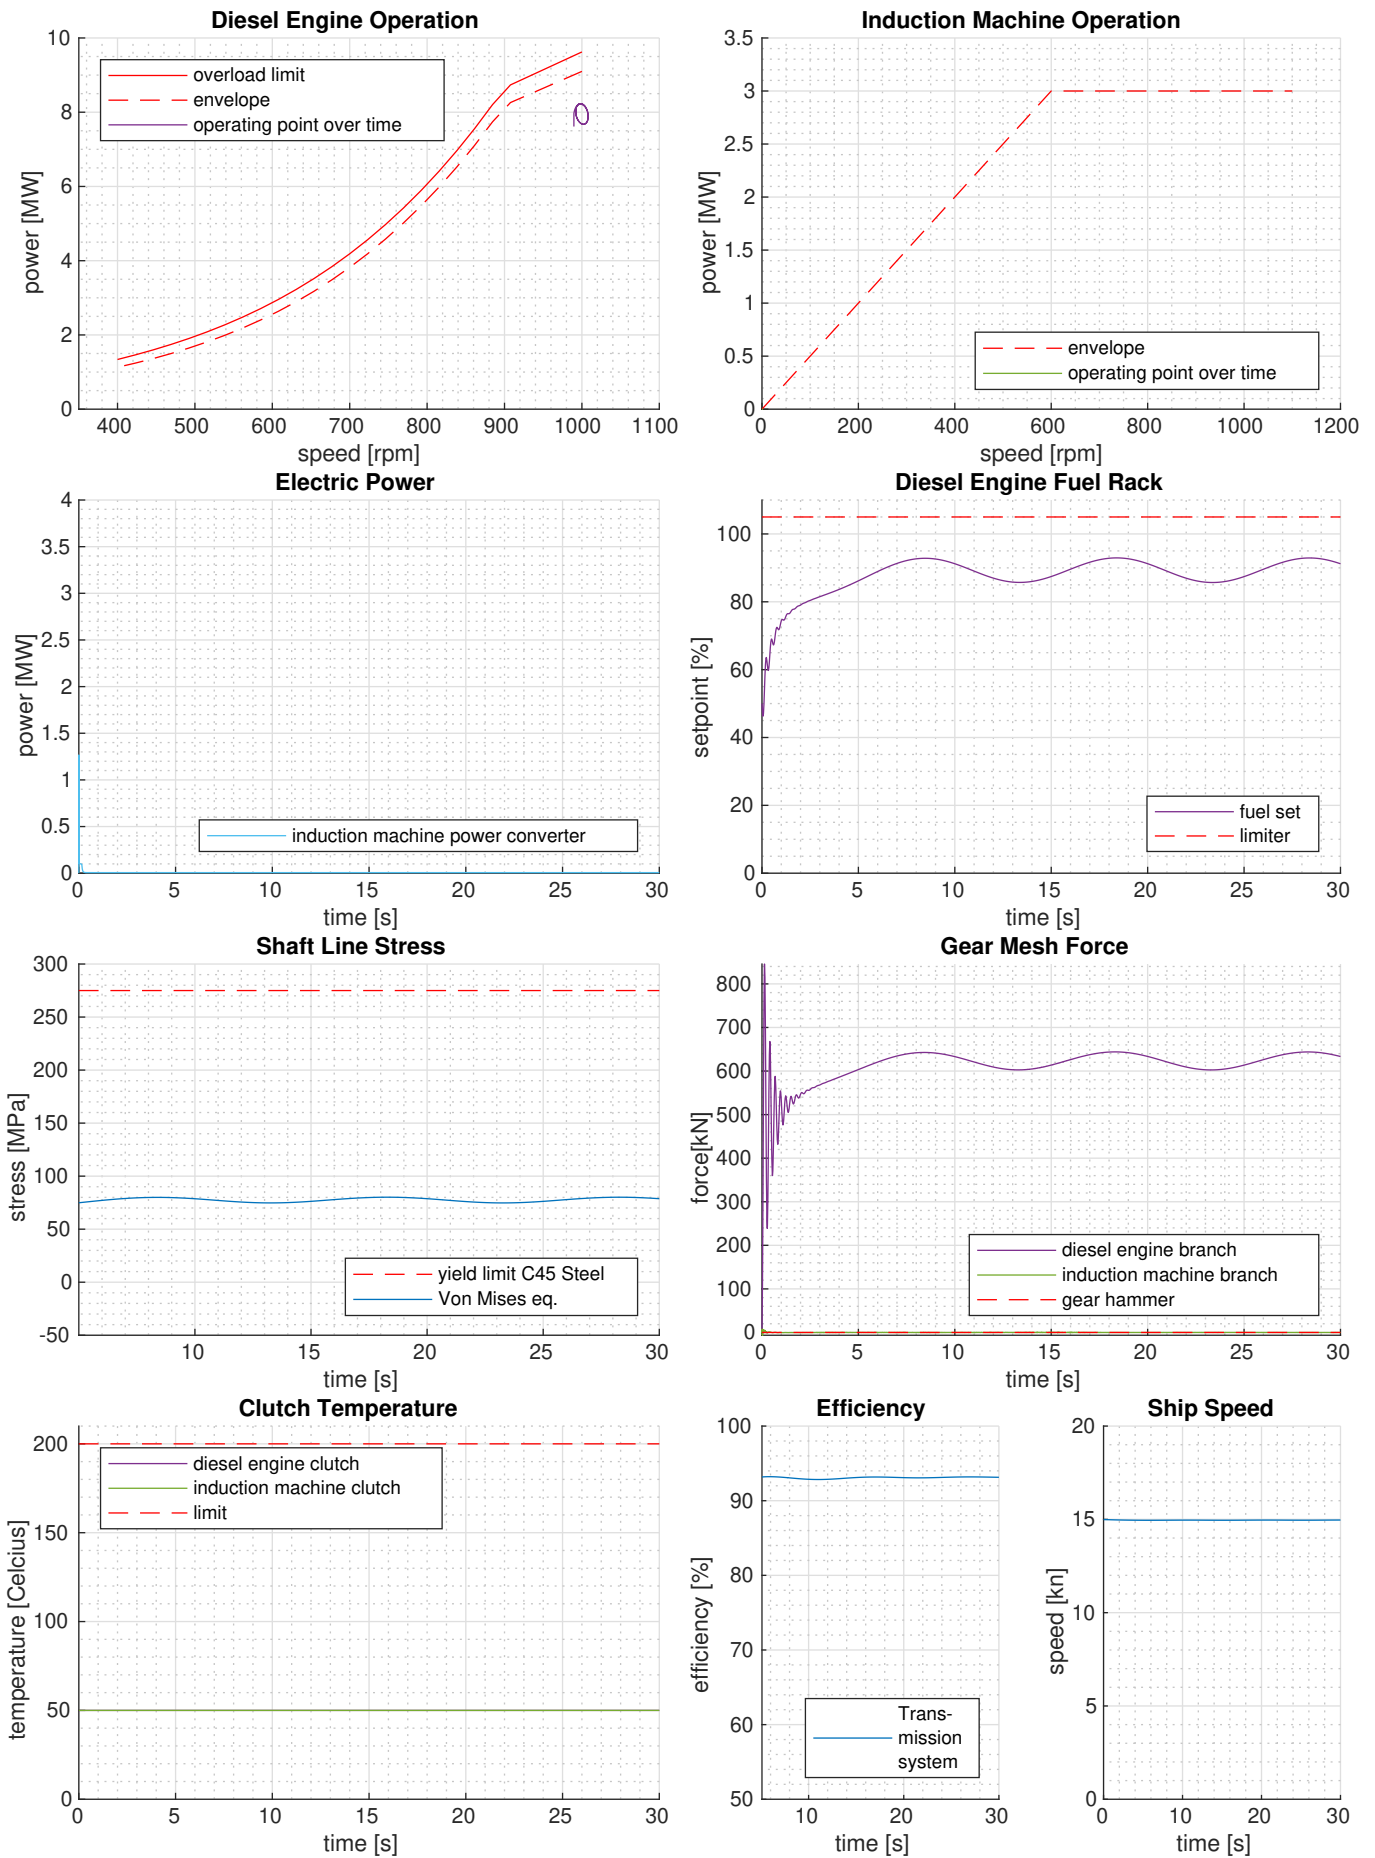 Diesel Engine Operation
10
8
6
4
2
0
power [MW]
overload limit
envelope
operating point over time
400 500 600 700 800 900 1000 1100
speed [rpm]
Induction Machine Operation
3.5
3
2.5
2
1.5
1
0.5
0
power [MW]
envelope
operating point over time
0 200 400 600 800 1000 1200
speed [rpm]
Electric Power
4
3.5
3
2.5
2
1.5
1
0.5
0
power [MW]
induction machine power converter
0 5 10 15 20 25 30
time [s]
Diesel Engine Fuel Rack
100
80
60
40
20
0
setpoint [%]
fuel set
limiter
0 5 10 15 20 25 30
time [s]
Shaft Line Stress
300
250
200
150
100
50
0
-50
stress [MPa]
yield limit C45 Steel
Von Mises eq.
10 15 20 25 30
time [s]
Gear Mesh Force
800
700
600
500
400
300
200
100
0
force[kN]
diesel engine branch
induction machine branch
gear hammer
0 5 10 15 20 25 30
time [s]
Clutch Temperature
200
150
100
50
0
temperature [Celcius]
diesel engine clutch
induction machine clutch
limit
0 5 10 15 20 25 30
time [s]
Efficiency
100
90
80
70
60
50
efficiency [%]
Trans-
mission
system
10 20 30
time [s]
Ship Speed
20
15
10
5
0
speed [kn]
0 10 20 30
time [s]